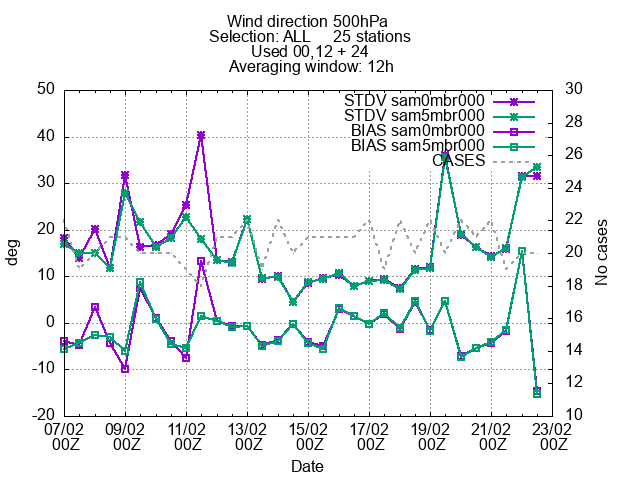 Wind direction 500hPa
Selection: ALL 25 stations
Used 00,12 + 24
Averaging window: 12h
50 30
STDV sam0mbr000
STDV sam5mbr000
BIAS sam0mbr000
BIAS sam5mbr000
CASES
40 28
30 26
20 24
10 22
0 20
-10 18
-20 16
14
12
10
deg
No cases
07/02 09/02 11/02 13/02 15/02 17/02 19/02 21/02 23/02
00Z 00Z 00Z 00Z 00Z 00Z 00Z 00Z 00Z
Date